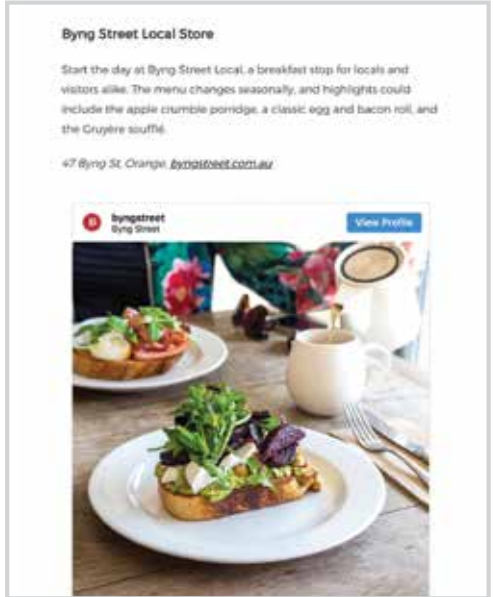 Byng Street Local Store
Start the day at Byng Street Local, a breakfast stop for locals and
visitors alike. The menu changes seasonally, and highlights could
include the apple crumble porridge, a classic egg and bacon roll, and
the Gruyère soufflé.
47 Byng St, Orange, byngstreet.com.au
byngstreet
Byng Street
View Profile